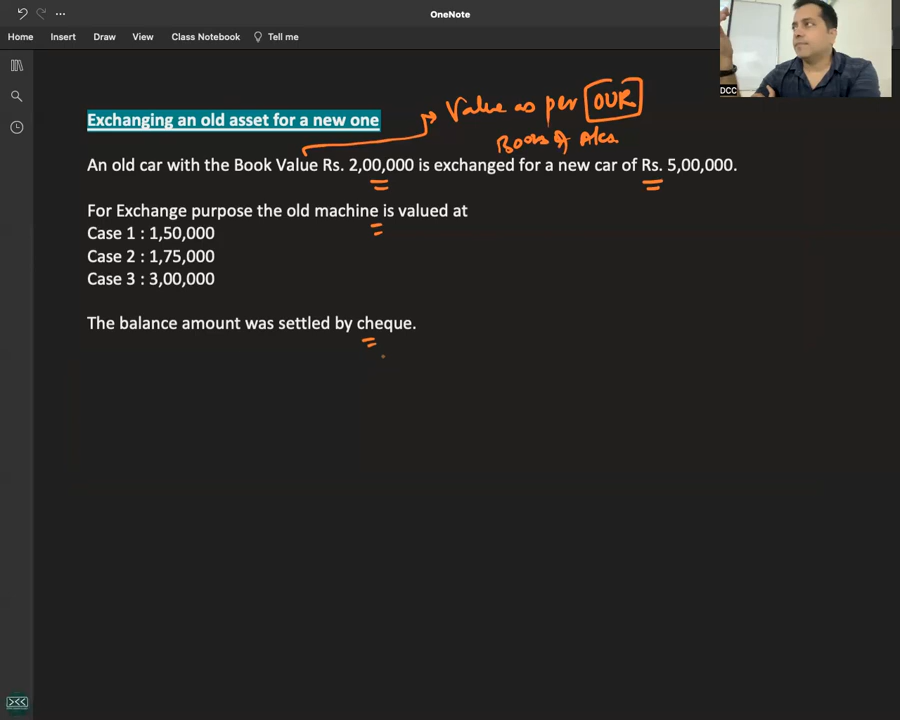 OneNote
Home Insert Draw View Class Notebook Tell me
DCC
Value as per OUR
Books of A/cs
Exchanging an old asset for a new one
An old car with the Book Value Rs. 2,00,000 is exchanged for a new car of Rs. 5,00,000.
For Exchange purpose the old machine is valued at
Case 1 : 1,50,000
Case 2 : 1,75,000
Case 3 : 3,00,000
The balance amount was settled by cheque.